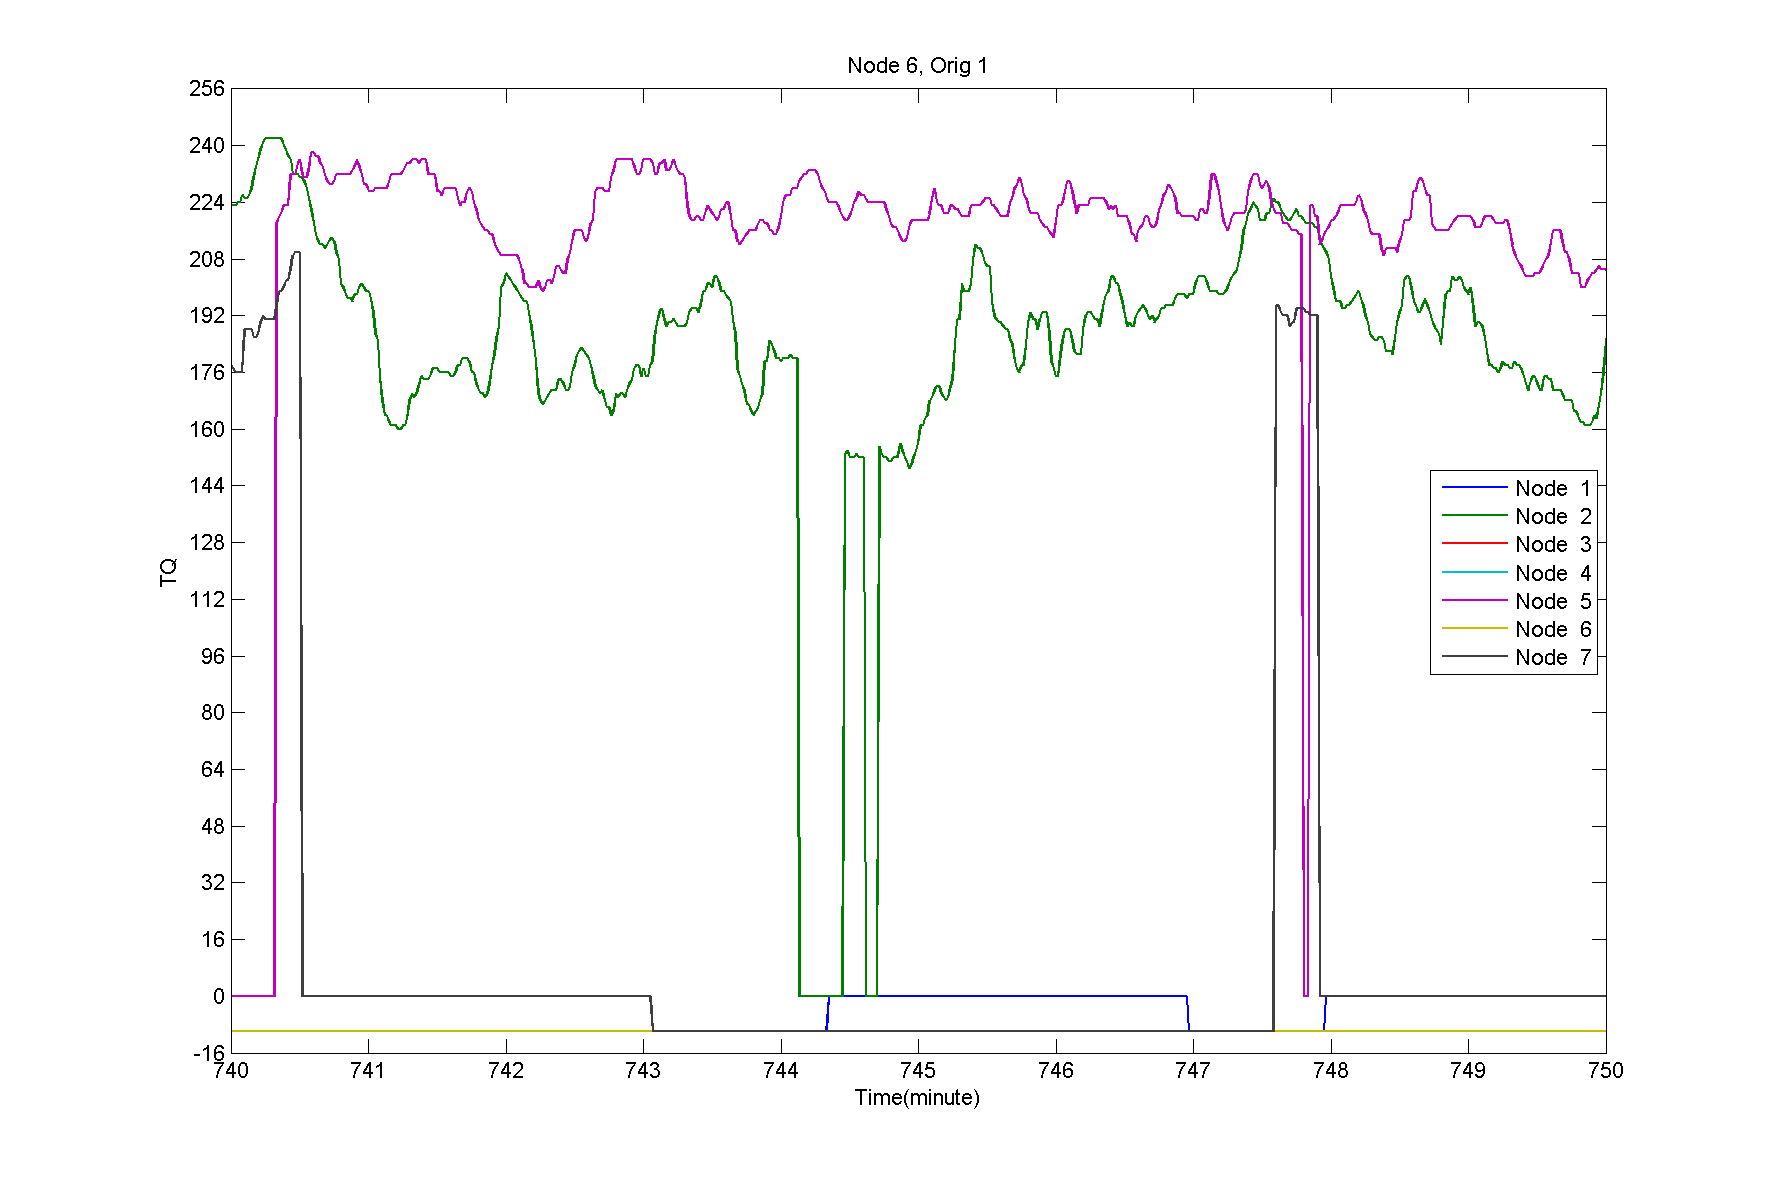 Node 6, Orig 1
256
240
224
208
192
176
160
144
128
112
96
80
64
48
32
16
0
-16
TQ
Node 1
Node 2
Node 3
Node 4
Node 5
Node 6
Node 7
740 741 742 743 744 745 746 747 748 749 750
Time(minute)